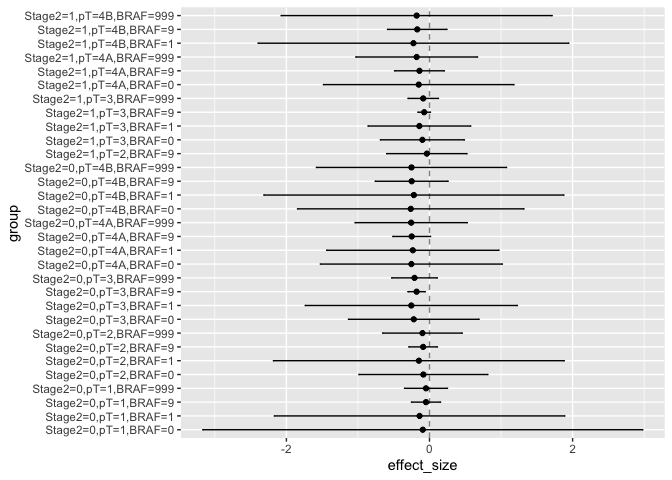 Stage2=1,pT=4B,BRAF=999
Stage2=1,pT=4B,BRAF=9
Stage2=1,pT=4B,BRAF=1
Stage2=1,pT=4A,BRAF=999
Stage2=1,pT=4A,BRAF=9
Stage2=1,pT=4A,BRAF=0
Stage2=1,pT=3,BRAF=999
Stage2=1,pT=3,BRAF=9
Stage2=1,pT=3,BRAF=1
Stage2=1,pT=3,BRAF=0
Stage2=1,pT=2,BRAF=9
Stage2=0,pT=4B,BRAF=999
Stage2=0,pT=4B,BRAF=9
Stage2=0,pT=4B,BRAF=1
Stage2=0,pT=4B,BRAF=0
Stage2=0,pT=4A,BRAF=999
Stage2=0,pT=4A,BRAF=9
Stage2=0,pT=4A,BRAF=1
Stage2=0,pT=4A,BRAF=0
Stage2=0,pT=3,BRAF=999
Stage2=0,pT=3,BRAF=9
Stage2=0,pT=3,BRAF=1
Stage2=0,pT=3,BRAF=0
Stage2=0,pT=2,BRAF=999
Stage2=0,pT=2,BRAF=9
Stage2=0,pT=2,BRAF=1
Stage2=0,pT=2,BRAF=0
Stage2=0,pT=1,BRAF=999
Stage2=0,pT=1,BRAF=9
Stage2=0,pT=1,BRAF=1
Stage2=0,pT=1,BRAF=0
group
-2 0 2
effect_size